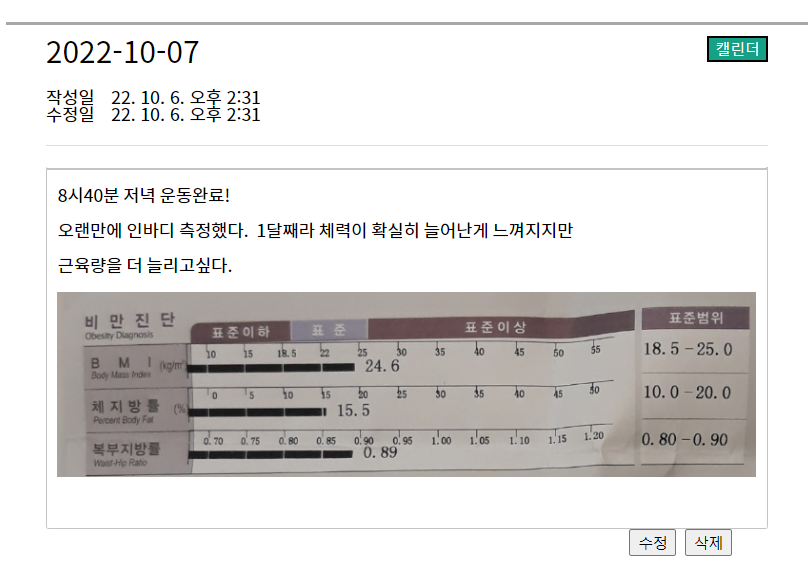 2022-10-07
캘린더
작성일 22. 10. 6. 오후 2:31
수정일 22. 10. 6. 오후 2:31
8시40분 저녁 운동완료!
오랜만에 인바디 측정했다. 1달째라 체력이 확실히 늘어난게 느껴지지만
근육량을 더 늘리고싶다.
비만진단 표준이하 표준 표준이상 표준범위
Obesity Diagnosis
10 15 18.5 22 25 30 35 40 45 50 55
BMI (kg/m²) 24.6 18.5-25.0
Body Mass Index
0 5 10 15 20 25 30 35 40 45 50
체지방률 (%) 15.5 10.0-20.0
Percent Body Fat
0.70 0.75 0.80 0.85 0.90 0.95 1.00 1.05 1.10 1.15 1.20
복부지방률 0.89 0.80-0.90
Waist-Hip Ratio
수정 삭제